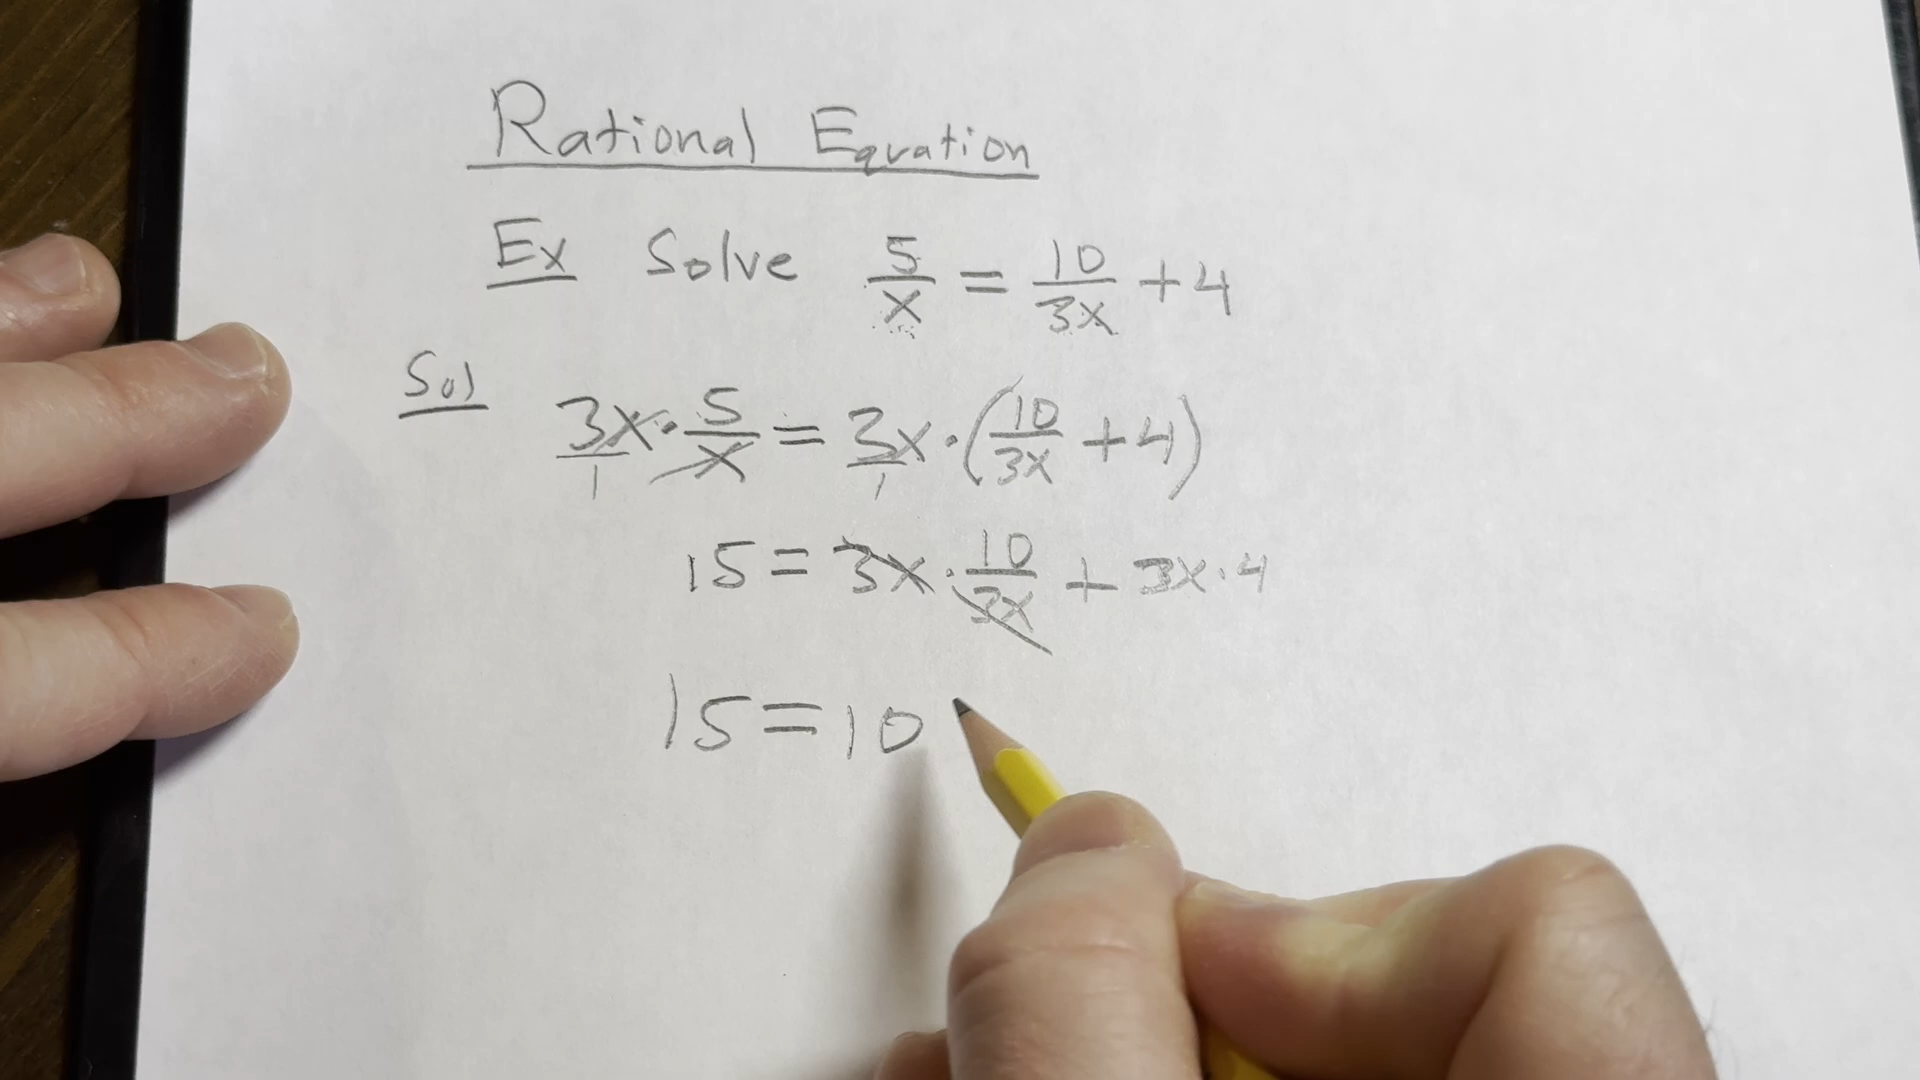 Rational Equation
Ex Solve 5/x = 10/3x + 4
Sol 3x/1 · 5/x = 3x/1 · (10/3x + 4)
15 = 3x · 10/3x + 3x · 4
15 = 10